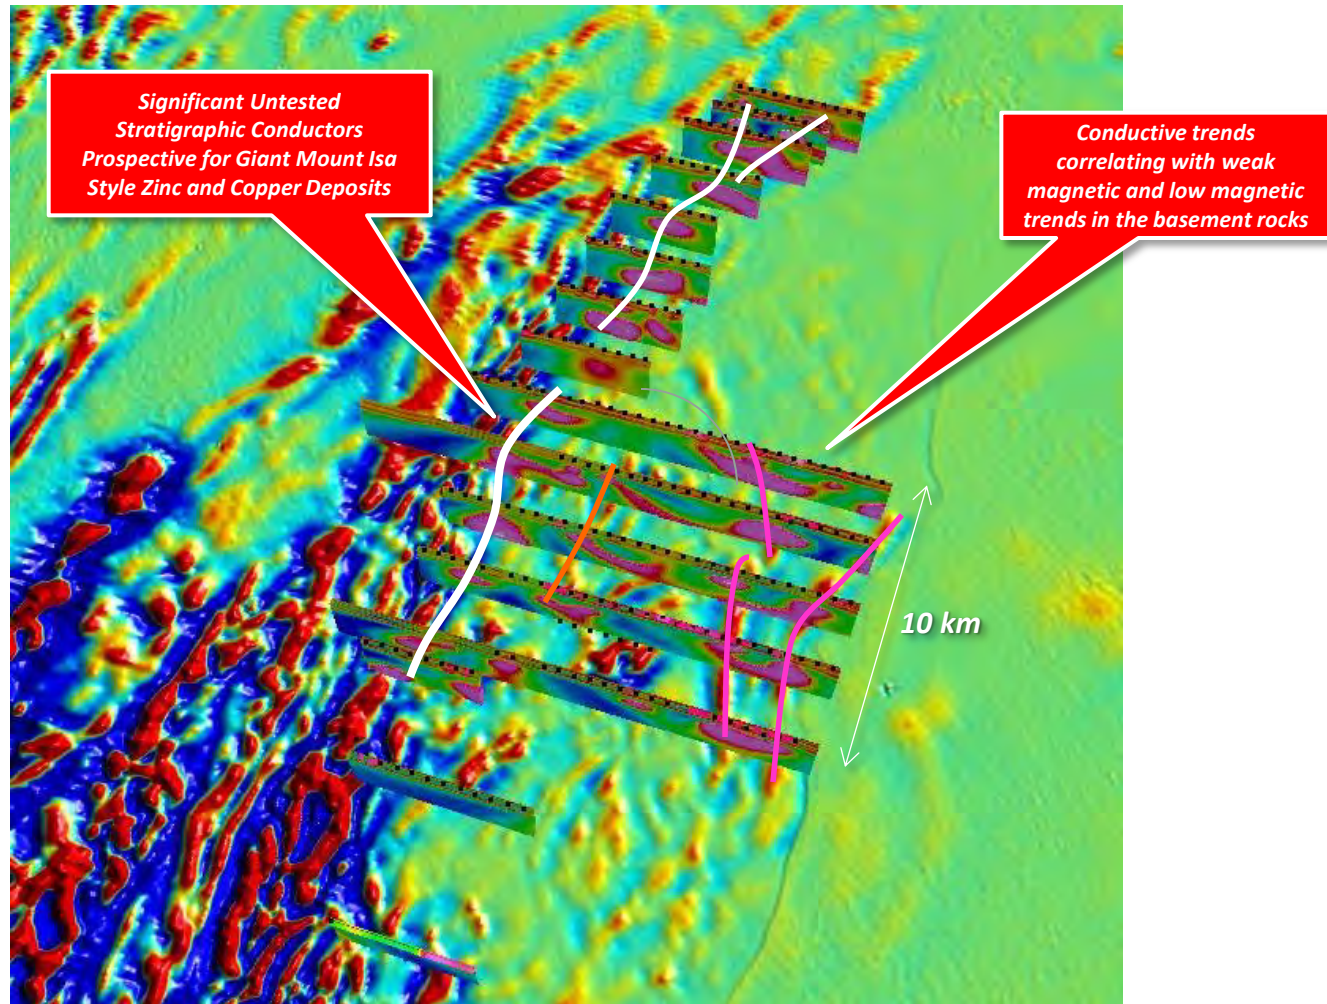 Significant Untested
Stratigraphic Conductors
Prospective for Giant Mount Isa
Style Zinc and Copper Deposits
Conductive trends
correlating with weak
magnetic and low magnetic
trends in the basement rocks
10 km